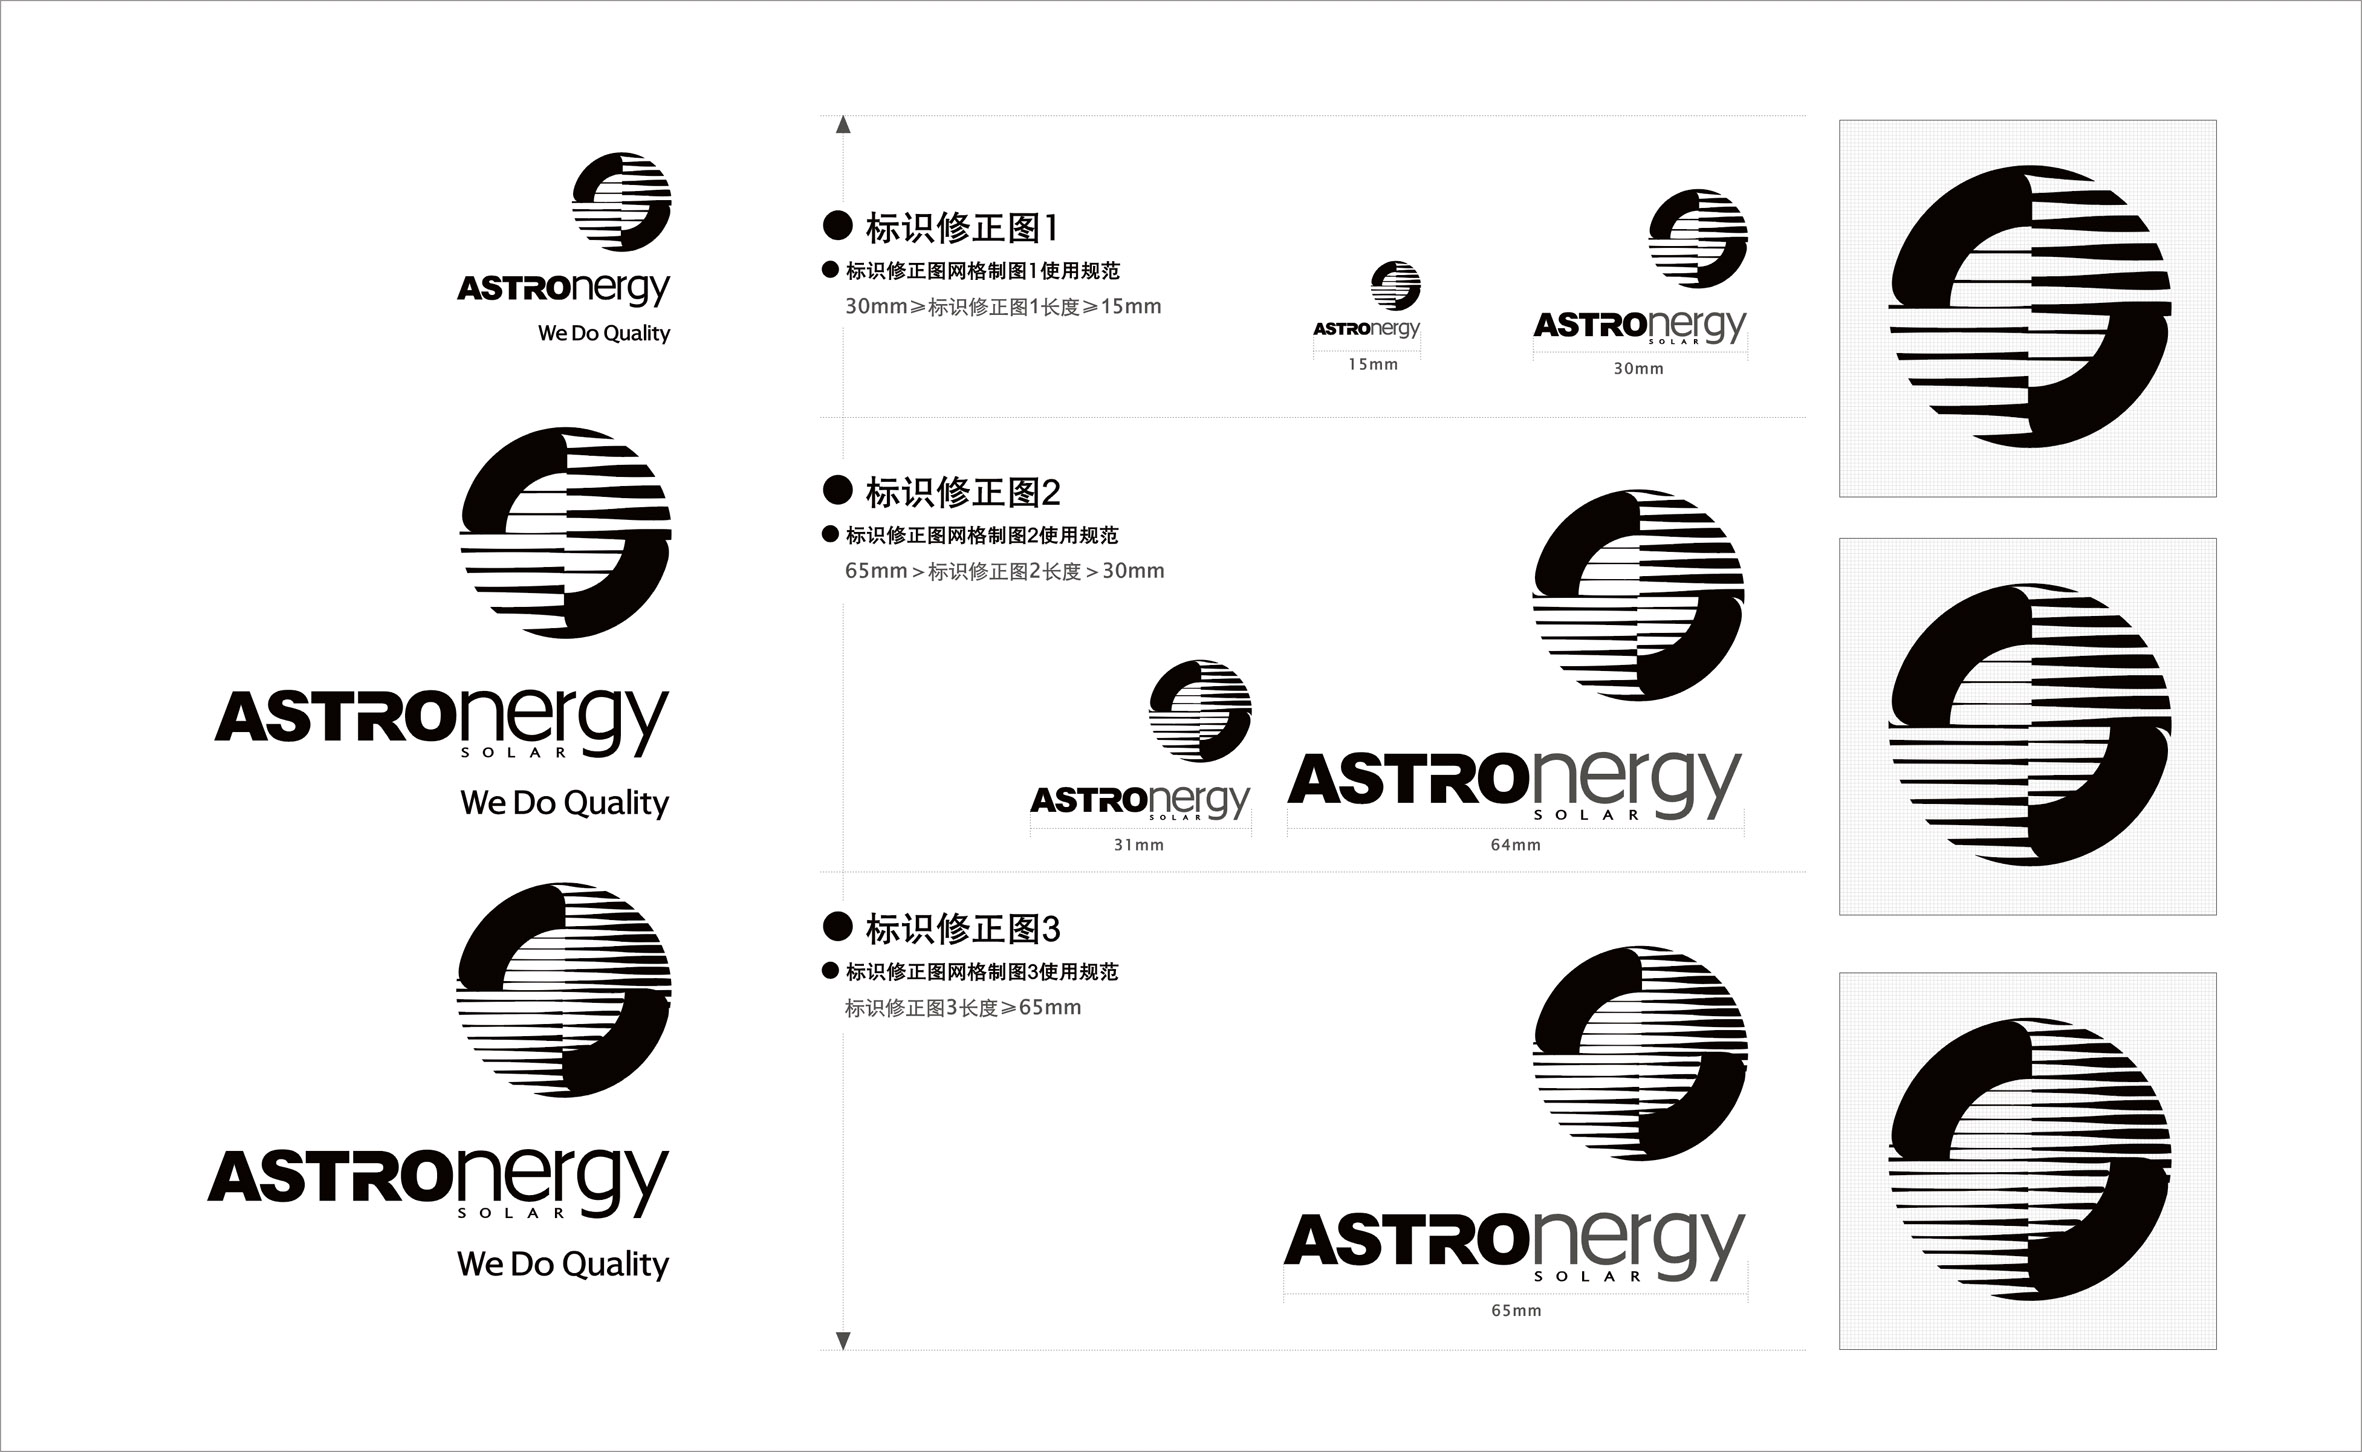 ASTROnergy
We Do Quality
ASTROnergy
SOLAR
We Do Quality
ASTROnergy
SOLAR
We Do Quality
标识修正图1
标识修正图网格制图1使用规范
30mm≥标识修正图1长度≥15mm
ASTROnergy
15mm
ASTROnergy
SOLAR
30mm
标识修正图2
标识修正图网格制图2使用规范
65mm>标识修正图2长度>30mm
ASTROnergy
SOLAR
31mm
ASTROnergy
SOLAR
64mm
标识修正图3
标识修正图网格制图3使用规范
标识修正图3长度≥65mm
ASTROnergy
SOLAR
65mm